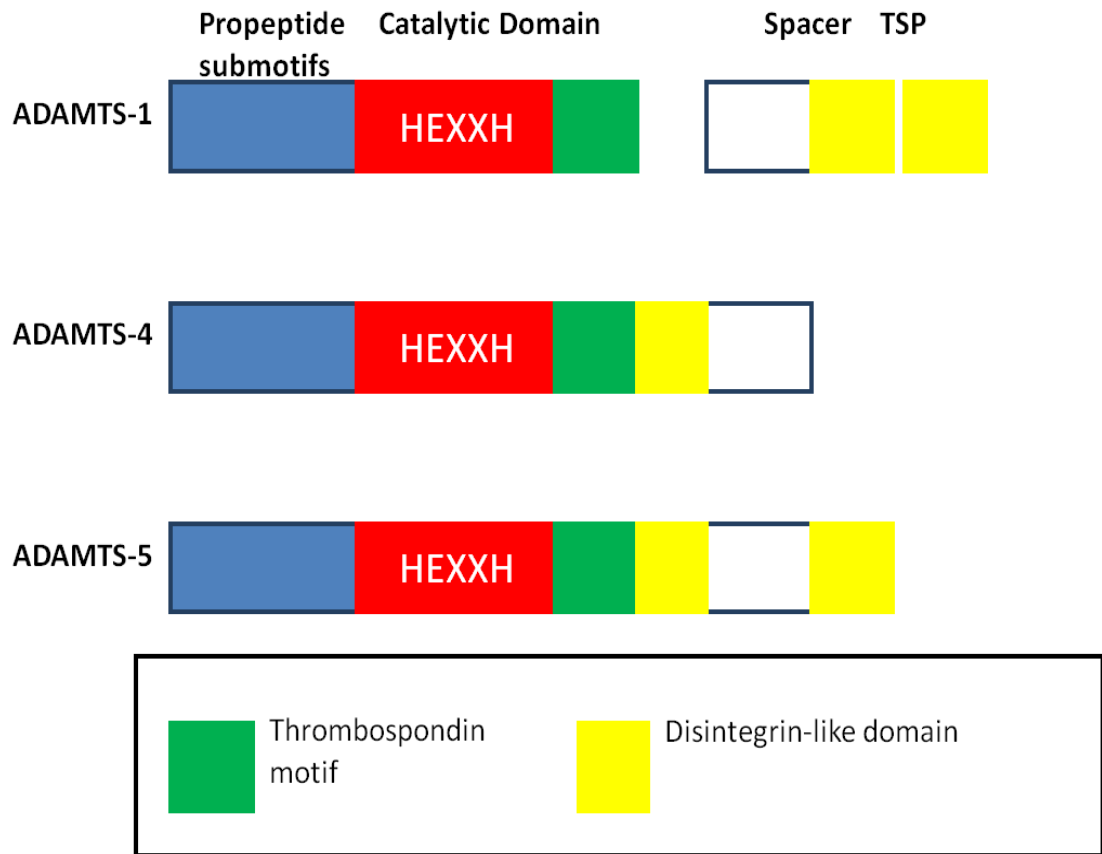 Propeptide submotifs
Catalytic Domain
Spacer TSP
ADAMTS-1
HEXXH
ADAMTS-4
HEXXH
ADAMTS-5
HEXXH
Thrombospondin
motif
Disintegrin-like domain